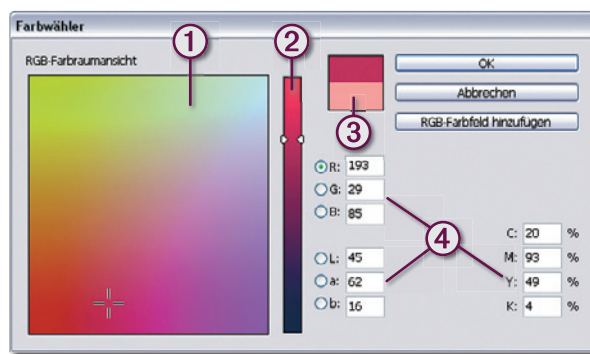 Farbwähler
1
2
RGB-Farbraumansicht
OK
Abbrechen
3
RGB-Farbfeld hinzufügen
R: 193
G: 29
B: 85
4
C: 20 %
L: 45
M: 93 %
a: 62
Y: 49 %
b: 16
K: 4 %